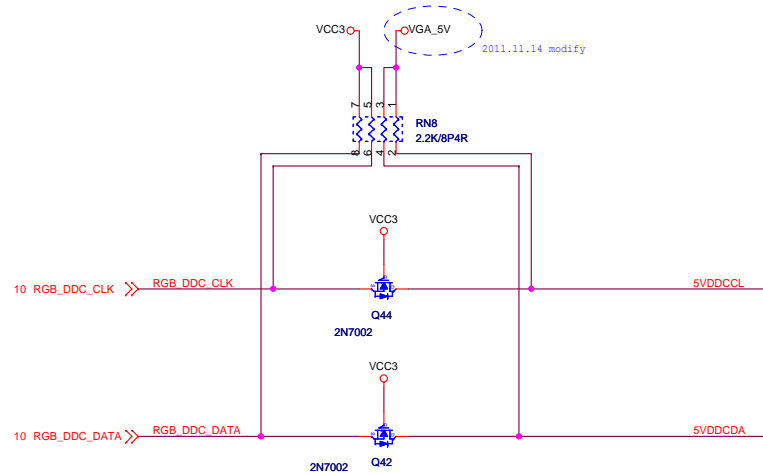 VCC3
VGA_5V
2011.11.14 modify
7 5 3 1
RN8
2.2K/8P4R
8 6 4 2
VCC3
10 RGB_DDC_CLK
RGB_DDC_CLK
5VDDCCL
Q44
2N7002
VCC3
10 RGB_DDC_DATA
RGB_DDC_DATA
5VDDCDA
Q42
2N7002